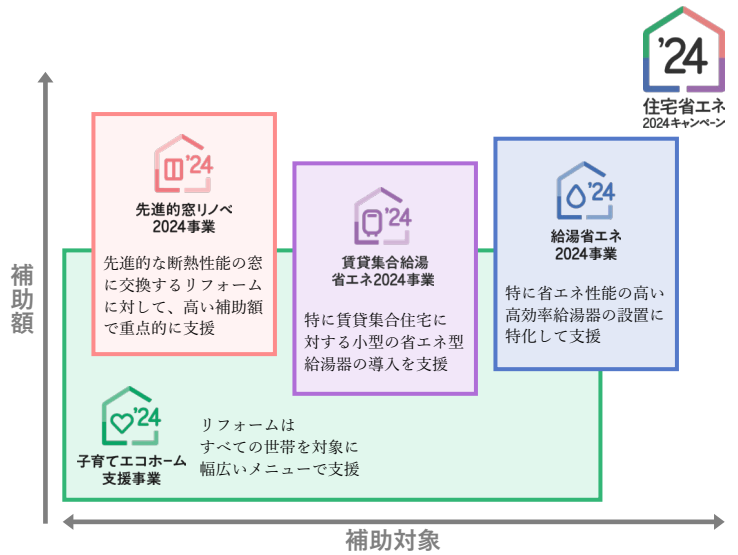 ’24
住宅省エネ
2024キャンペーン
補助額
’24
先進的窓リノベ
2024事業
先進的な断熱性能の窓
に交換するリフォーム
に対して、高い補助額
で重点的に支援
’24
賃貸集合給湯
省エネ2024事業
特に賃貸集合住宅に
対する小型の省エネ型
給湯器の導入を支援
’24
給湯省エネ
2024事業
特に省エネ性能の高い
高効率給湯器の設置に
特化して支援
’24
子育てエコホーム
支援事業
リフォームは
すべての世帯を対象に
幅広いメニューで支援
補助対象